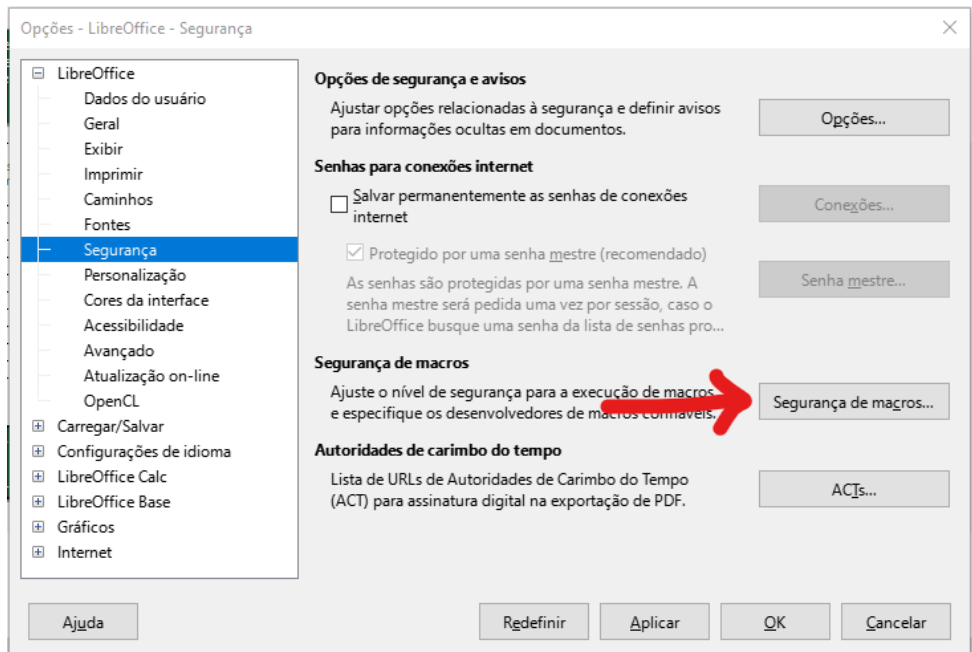 Opções - LibreOffice - Segurança
LibreOffice
Dados do usuário
Geral
Exibir
Imprimir
Caminhos
Fontes
Segurança
Personalização
Cores da interface
Acessibilidade
Avançado
Atualização on-line
OpenCL
Carregar/Salvar
Configurações de idioma
LibreOffice Calc
LibreOffice Base
Gráficos
Internet
Opções de segurança e avisos
Ajustar opções relacionadas à segurança e definir avisos
para informações ocultas em documentos.
Opções...
Senhas para conexões internet
Salvar permanentemente as senhas de conexões
internet
Conexões...
Protegido por uma senha mestre (recomendado)
As senhas são protegidas por uma senha mestre. A
senha mestre será pedida uma vez por sessão, caso o
LibreOffice busque uma senha da lista de senhas pro...
Senha mestre...
Segurança de macros
Ajuste o nível de segurança para a execução de macros
e especifique os desenvolvedores de macros confiáveis.
Segurança de macros...
Autoridades de carimbo do tempo
Lista de URLs de Autoridades de Carimbo do Tempo
(ACT) para assinatura digital na exportação de PDF.
ACTs...
Ajuda
Redefinir
Aplicar
OK
Cancelar